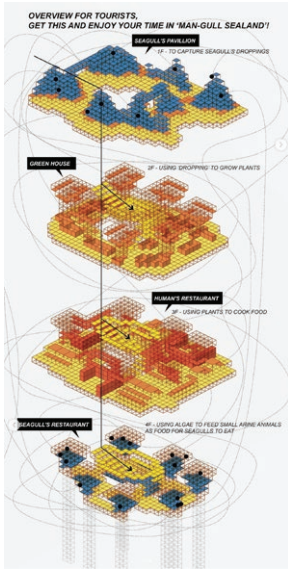 OVERVIEW FOR TOURISTS,
GET THIS AND ENJOY YOUR TIME IN 'MAN-GULL SEALAND'!
SEAGULL'S PAVILION
1F - TO CAPTURE SEAGULL'S DROPPINGS
GREEN HOUSE
2F - USING 'DROPPING' TO GROW PLANTS
HUMAN'S RESTAURANT
3F - USING PLANTS TO COOK FOOD
SEAGULL'S RESTAURANT
4F - USING ALGAE TO FEED SMALL ARINE ANIMALS
AS FOOD FOR SEAGULLS TO EAT